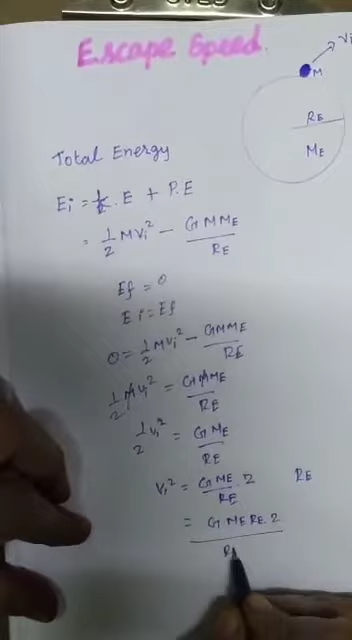 Escape Speed
Vi
M
RE
ME
Total Energy
Ei = k.E + P.E
= 1/2 MVi² - GMME/RE
Ef = 0
Ei = Ef
0 = 1/2 MVi² - GMME/RE
1/2 MVi² = GMME/RE
1/2 Vi² = GME/RE
Vi² = GME/RE . 2 RE
= GMERE.2/R